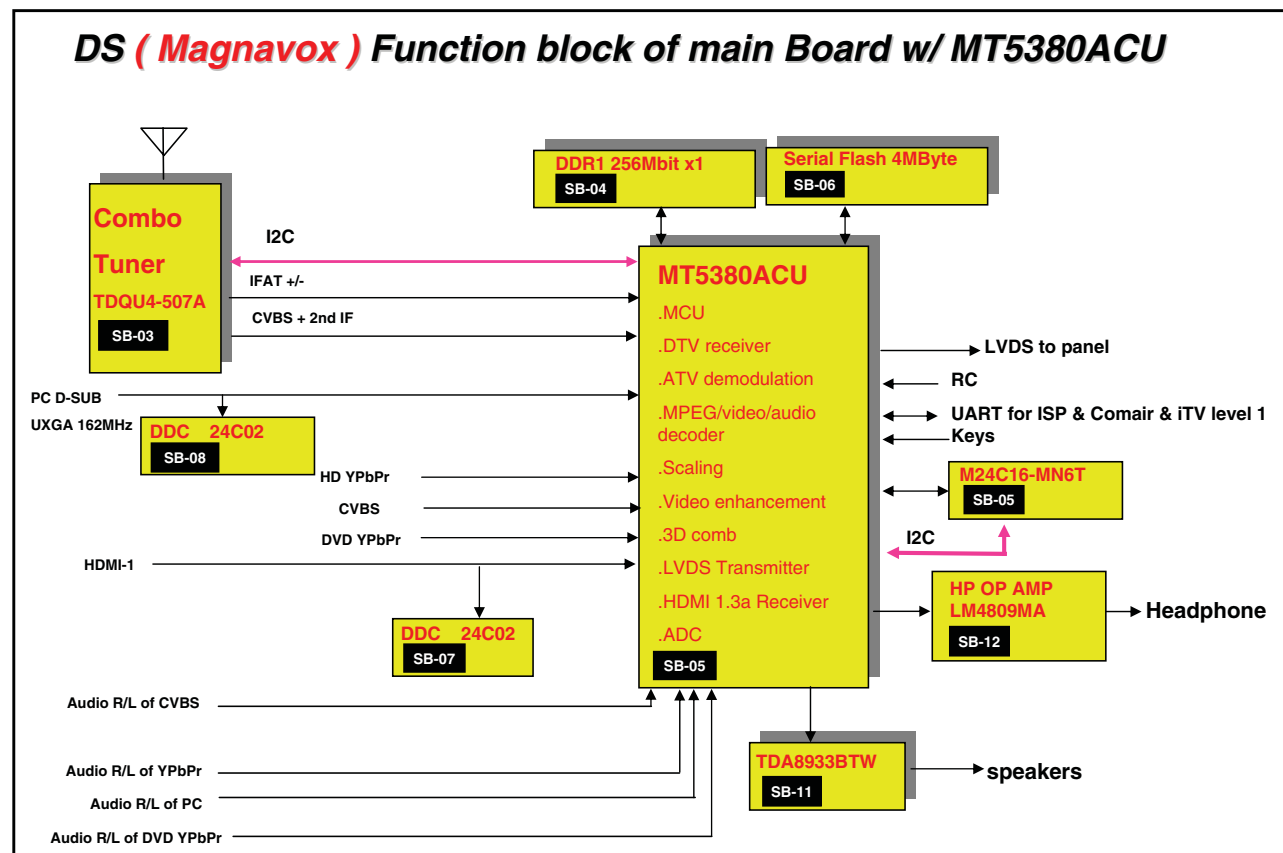 DS ( Magnavox ) Function block of main Board w/ MT5380ACU
DDR1 256Mbit x1
SB-04
Serial Flash 4MByte
SB-06
Combo
Tuner
TDQU4-507A
SB-03
I2C
IFAT +/-
CVBS + 2nd IF
PC D-SUB
UXGA 162MHz
DDC 24C02
SB-08
HD YPbPr
CVBS
DVD YPbPr
HDMI-1
DDC 24C02
SB-07
Audio R/L of CVBS
Audio R/L of YPbPr
Audio R/L of PC
Audio R/L of DVD YPbPr
MT5380ACU
.MCU
.DTV receiver
.ATV demodulation
.MPEG/video/audio
decoder
.Scaling
.Video enhancement
.3D comb
.LVDS Transmitter
.HDMI 1.3a Receiver
.ADC
SB-05
LVDS to panel
RC
UART for ISP & Comair & iTV level 1
Keys
M24C16-MN6T
SB-05
I2C
HP OP AMP
LM4809MA
SB-12
Headphone
TDA8933BTW
SB-11
speakers